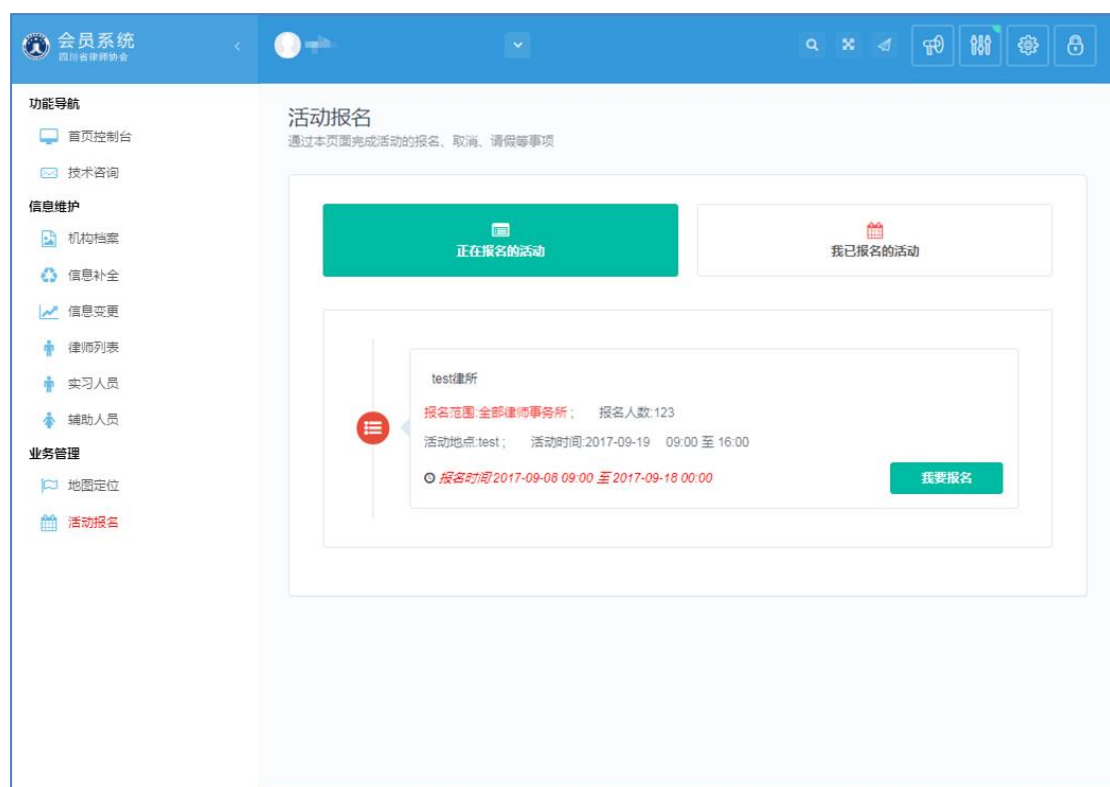 会员系统
四川省律师协会
功能导航
首页控制台
技术咨询
信息维护
机构档案
信息补全
信息变更
律师列表
实习人员
辅助人员
业务管理
地图定位
活动报名
活动报名
通过本页面完成活动的报名、取消、请假等事项
正在报名的活动
我已报名的活动
test律所
报名范围:全部律师事务所； 报名人数:123
活动地点:test； 活动时间:2017-09-19 09:00 至 16:00
报名时间:2017-09-08 09:00 至 2017-09-18 00:00
我要报名